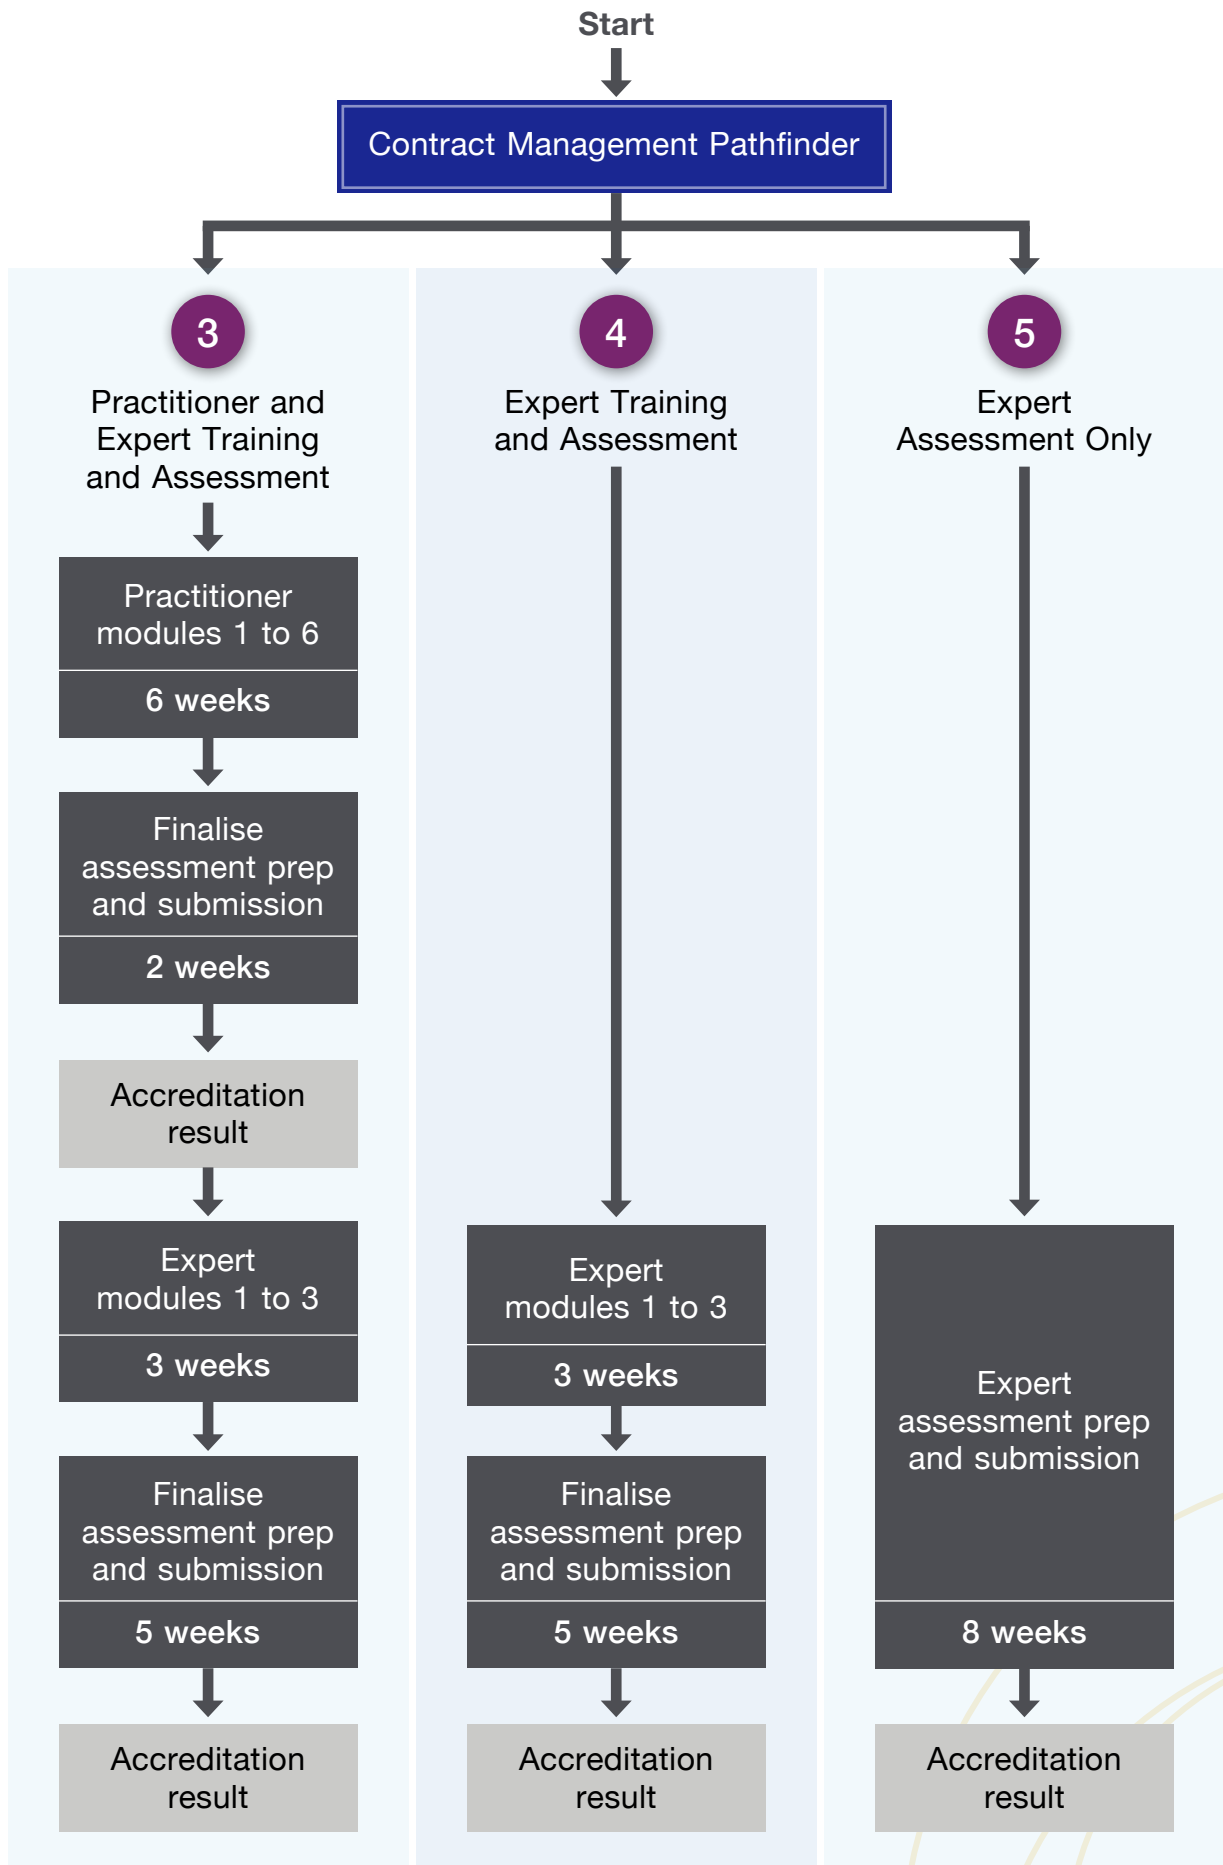 Start
Contract Management Pathfinder
3
Practitioner and
Expert Training
and Assessment
Practitioner
modules 1 to 6
6 weeks
Finalise
assessment prep
and submission
2 weeks
Accreditation
result
Expert
modules 1 to 3
3 weeks
Finalise
assessment prep
and submission
5 weeks
Accreditation
result
4
Expert Training
and Assessment
Expert
modules 1 to 3
3 weeks
Finalise
assessment prep
and submission
5 weeks
Accreditation
result
5
Expert
Assessment Only
Expert
assessment prep
and submission
8 weeks
Accreditation
result